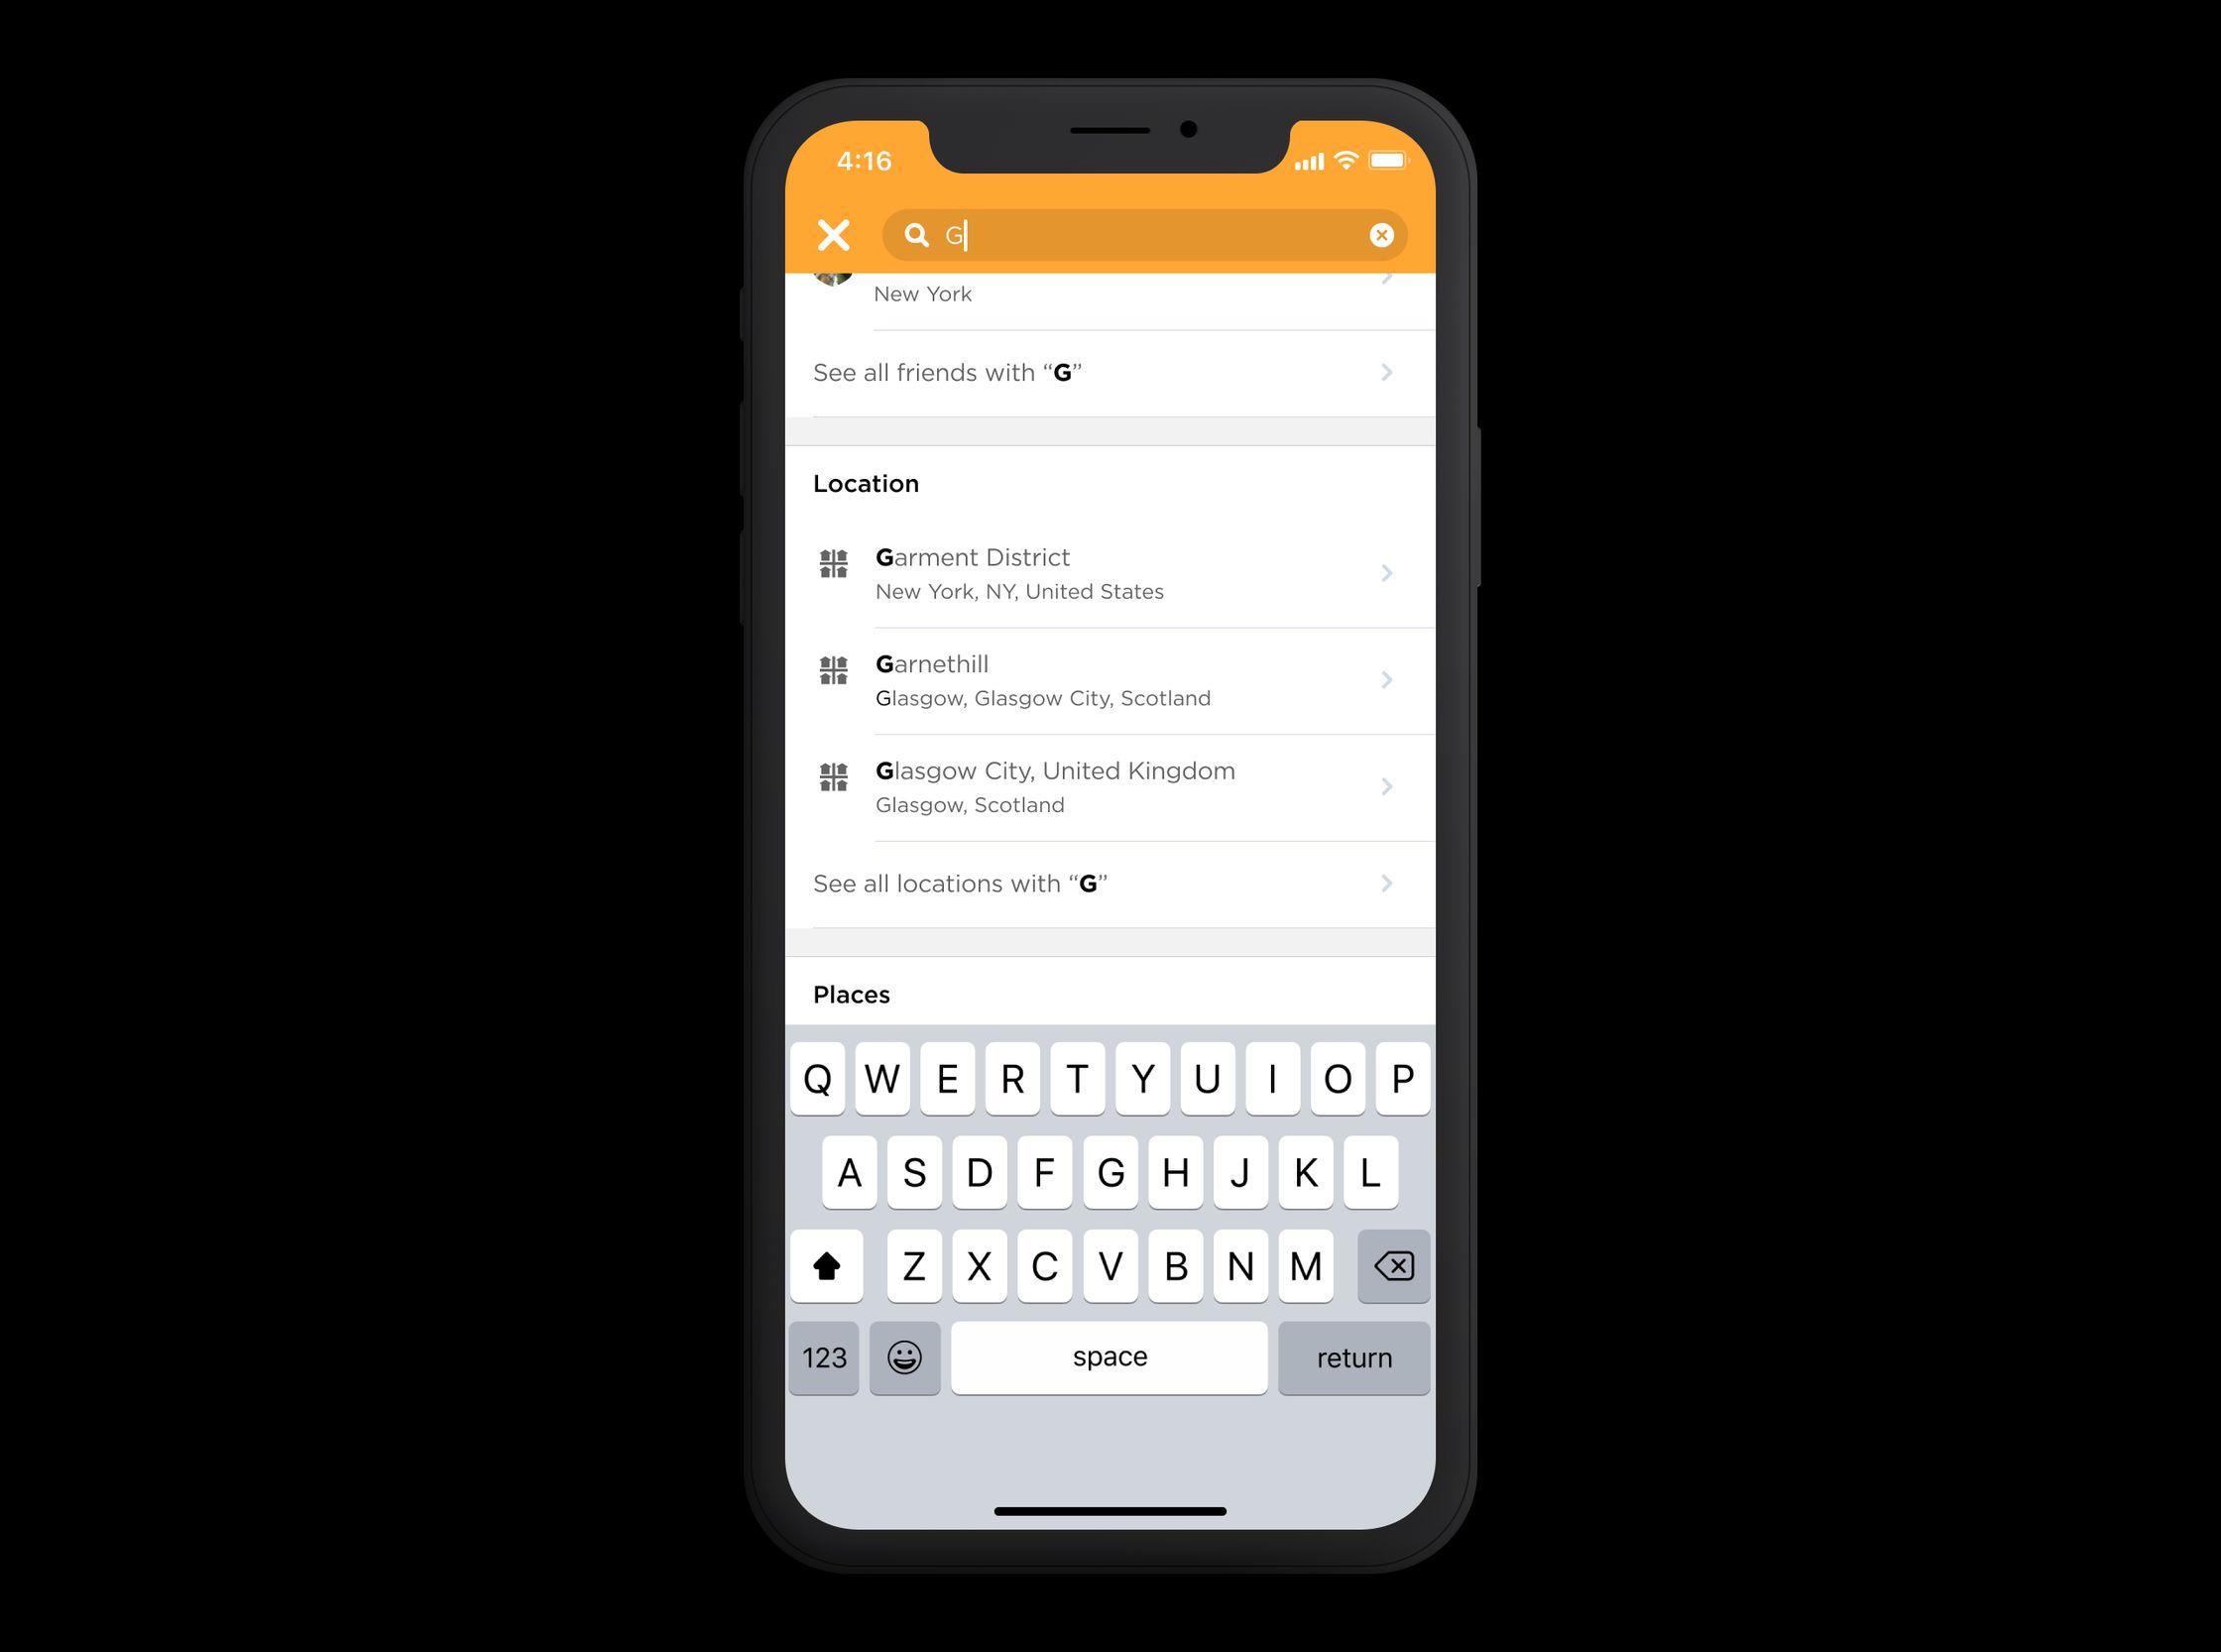 4:16
G
New York
See all friends with “G”
Location
Garment District
New York, NY, United States
Garnethill
Glasgow, Glasgow City, Scotland
Glasgow City, United Kingdom
Glasgow, Scotland
See all locations with “G”
Places
Q W E R T Y U I O P
A S D F G H J K L
Z X C V B N M
123 space return